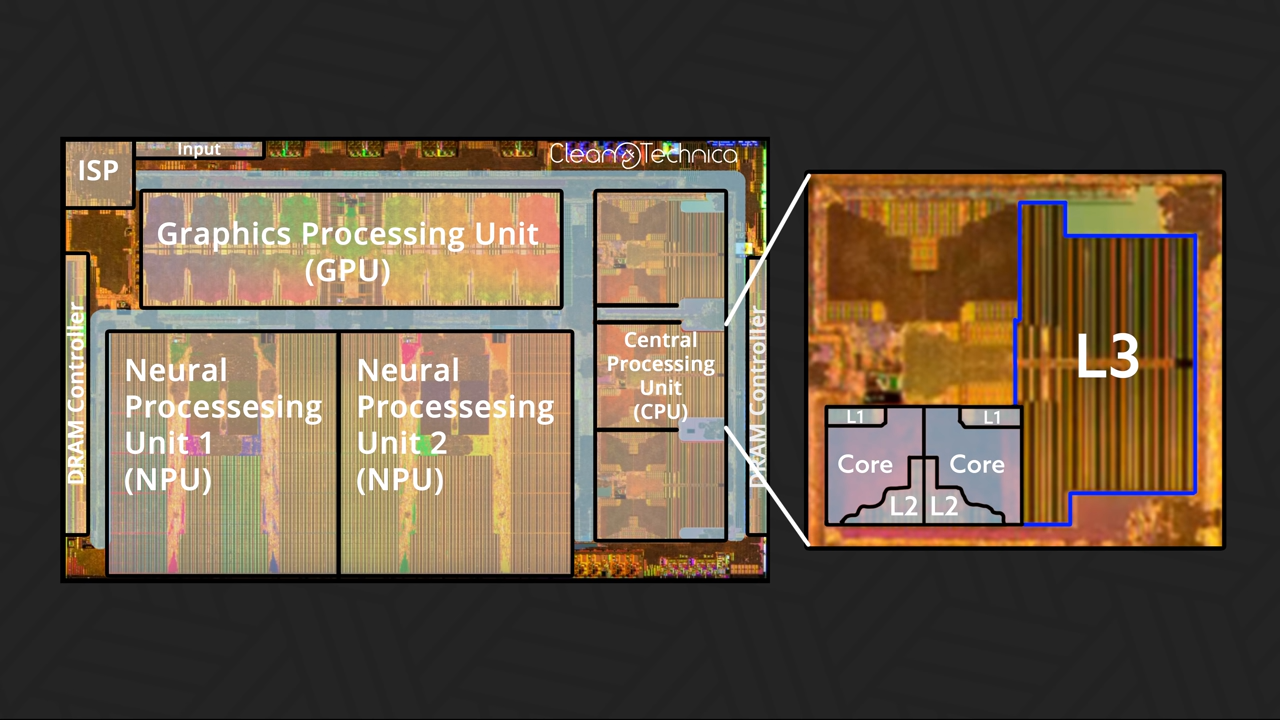 ISP
Input
CleanTechnica
Graphics Processing Unit
(GPU)
DRAM Controller
Neural
Processesing
Unit 1
(NPU)
Neural
Processesing
Unit 2
(NPU)
Central
Processing
Unit
(CPU)
DRAM Controller
L3
L1
L1
Core
Core
L2
L2